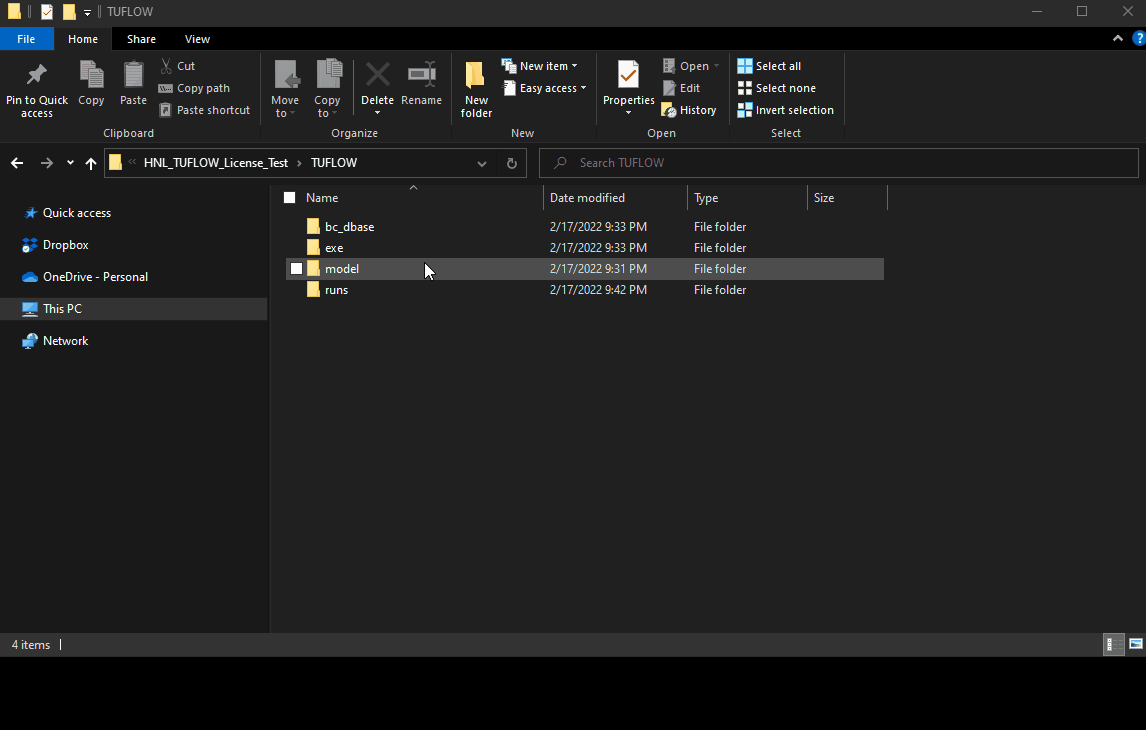 TUFLOW
File Home Share View
Pin to Quick access
Copy
Paste
Cut
Copy path
Paste shortcut
Clipboard
Move to
Copy to
Delete
Rename
Organize
New folder
New item
Easy access
New
Properties
Open
Edit
History
Open
Select all
Select none
Invert selection
Select
« HNL_TUFLOW_License_Test › TUFLOW
Search TUFLOW
Quick access
Dropbox
OneDrive - Personal
This PC
Network
Name Date modified Type Size
bc_dbase 2/17/2022 9:33 PM File folder
exe 2/17/2022 9:33 PM File folder
model 2/17/2022 9:31 PM File folder
runs 2/17/2022 9:42 PM File folder
4 items